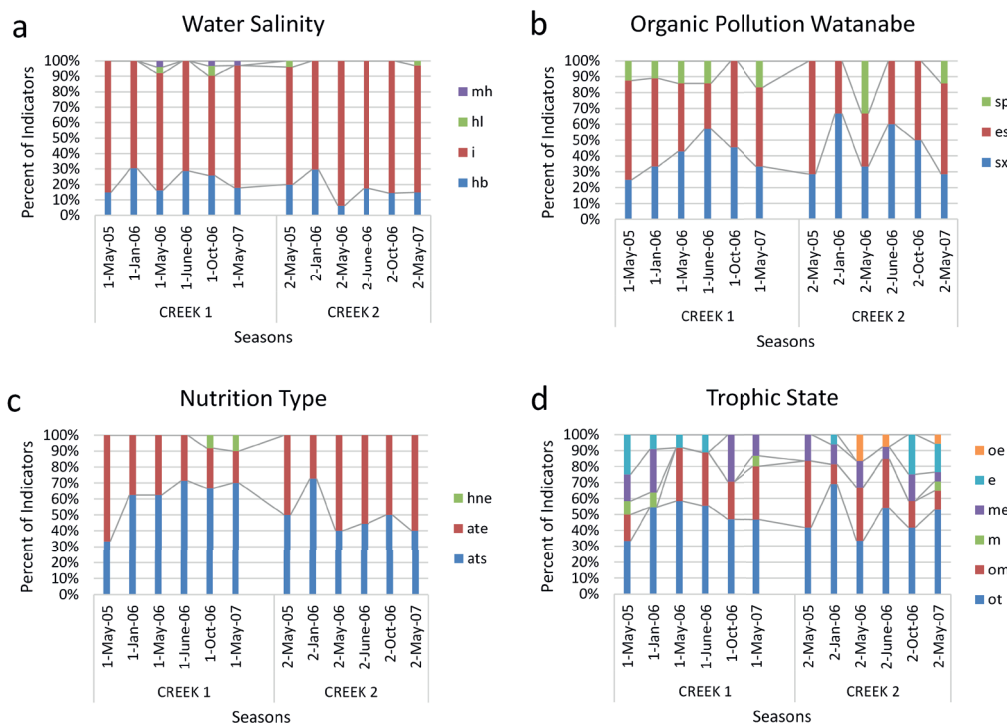 a
Water Salinity
Percent of Indicators
100%
90%
80%
70%
60%
50%
40%
30%
20%
10%
0%
1-May-05
1-Jan-06
1-May-06
1-June-06
1-Oct-06
1-May-07
2-May-05
2-Jan-06
2-May-06
2-June-06
2-Oct-06
2-May-07
CREEK 1
CREEK 2
Seasons
mh
hl
i
hb
b
Organic Pollution Watanabe
Percent of Indicators
100%
90%
80%
70%
60%
50%
40%
30%
20%
10%
0%
1-May-05
1-Jan-06
1-May-06
1-June-06
1-Oct-06
1-May-07
2-May-05
2-Jan-06
2-May-06
2-June-06
2-Oct-06
2-May-07
CREEK 1
CREEK 2
Seasons
sp
es
sx
c
Nutrition Type
Percent of Indicators
100%
90%
80%
70%
60%
50%
40%
30%
20%
10%
0%
1-May-05
1-Jan-06
1-May-06
1-June-06
1-Oct-06
1-May-07
2-May-05
2-Jan-06
2-May-06
2-June-06
2-Oct-06
2-May-07
CREEK 1
CREEK 2
Seasons
hne
ate
ats
d
Trophic State
Percent of Indicators
100%
90%
80%
70%
60%
50%
40%
30%
20%
10%
0%
1-May-05
1-Jan-06
1-May-06
1-June-06
1-Oct-06
1-May-07
2-May-05
2-Jan-06
2-May-06
2-June-06
2-Oct-06
2-May-07
CREEK 1
CREEK 2
Seasons
oe
e
me
m
om
ot